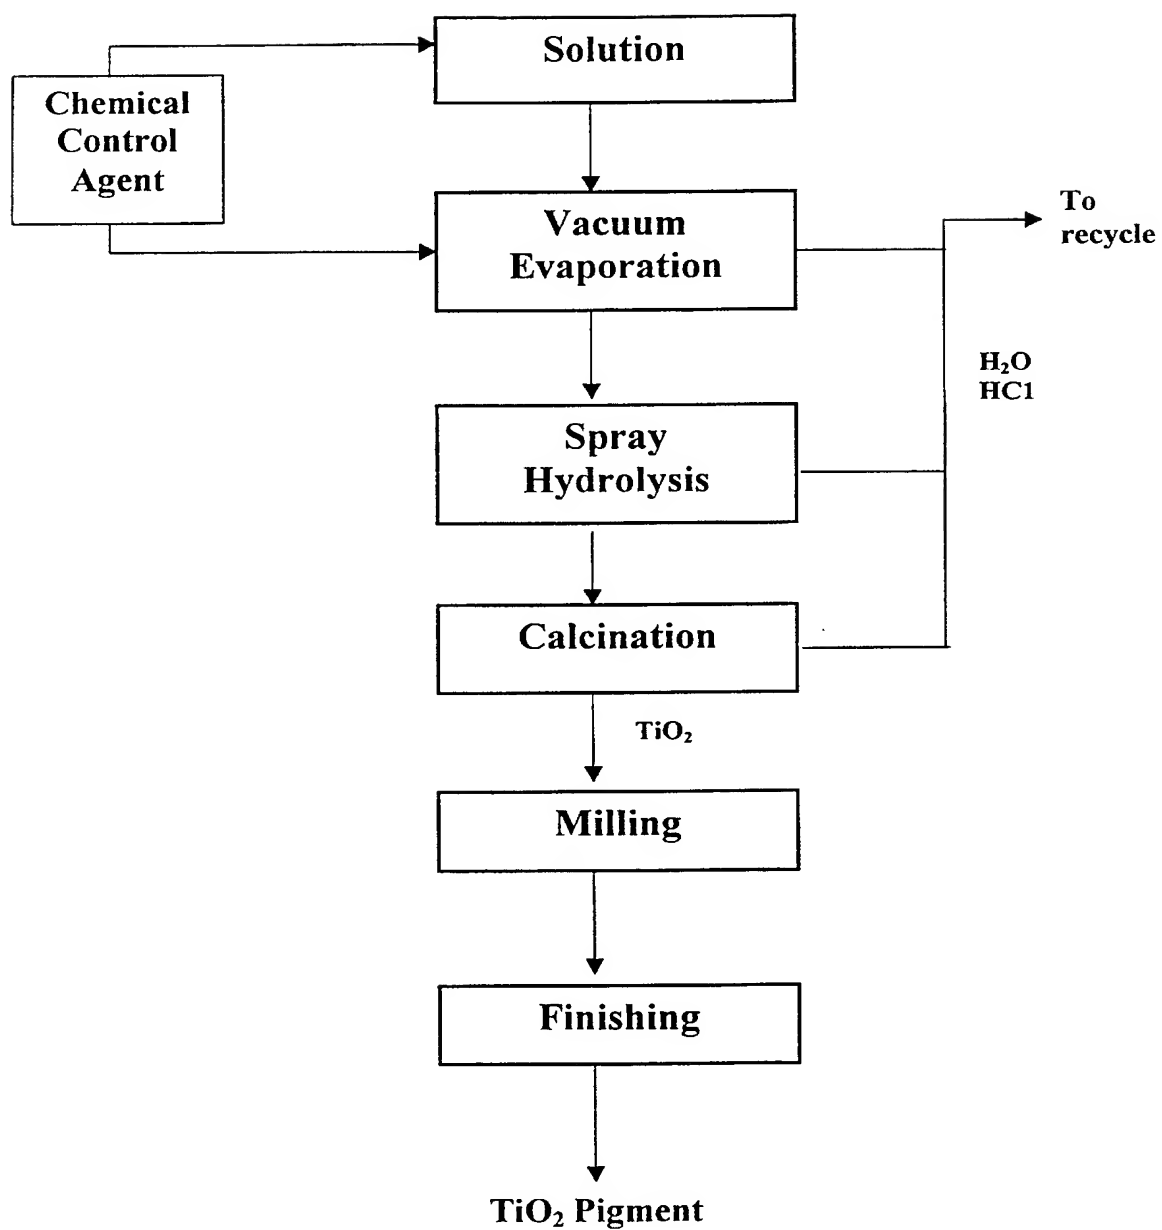 Solution
Chemical
Control
Agent
Vacuum
Evaporation
To
recycle
H₂O
HC1
Spray
Hydrolysis
Calcination
TiO₂
Milling
Finishing
TiO₂ Pigment